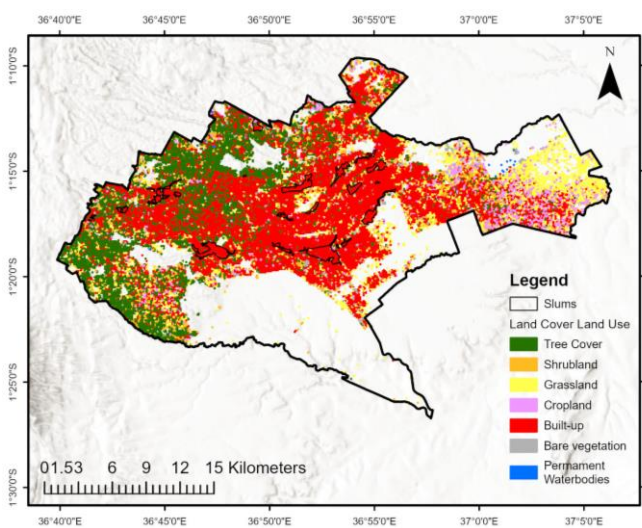 36°40'0"E 36°45'0"E 36°50'0"E 36°55'0"E 37°0'0"E 37°5'0"E
N
1°10'0"S
1°15'0"S
1°20'0"S
1°25'0"S
1°30'0"S
Legend
Slums
Land Cover Land Use
Tree Cover
Shrubland
Grassland
Cropland
Built-up
Bare vegetation
Permament
Waterbodies
01.53 6 9 12 15 Kilometers
36°40'0"E 36°45'0"E 36°50'0"E 36°55'0"E 37°0'0"E 37°5'0"E